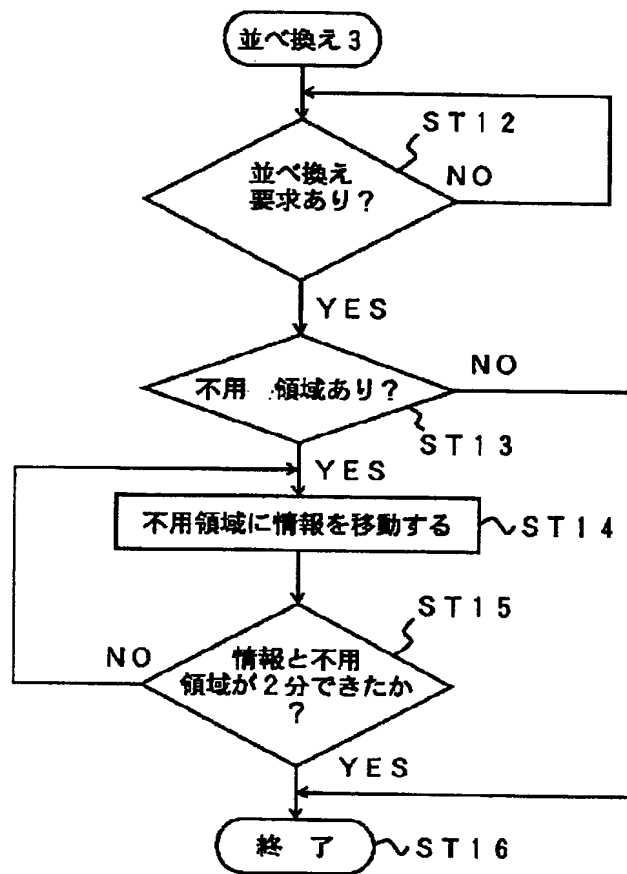 並べ換え3
ST12
並べ換え
要求あり?
NO
YES
不用 領域あり?
NO
ST13
YES
不用領域に情報を移動する
ST14
ST15
NO
情報と不用
領域が2分できたか
?
YES
終 了
ST16